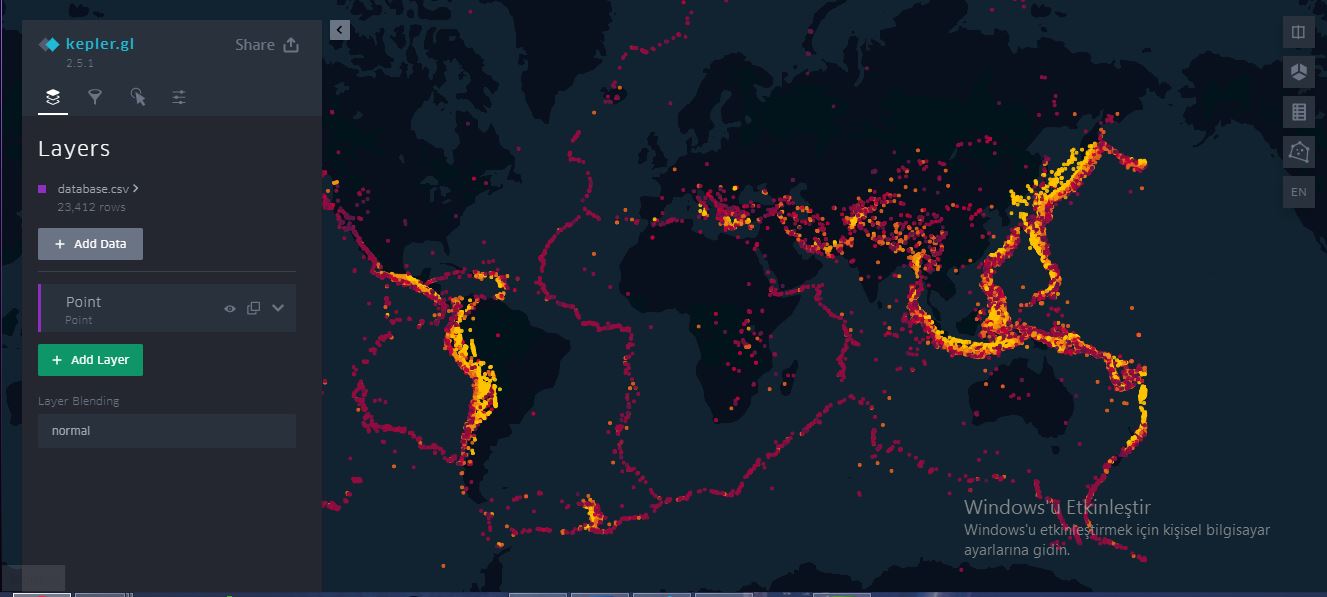 kepler.gl
Share
2.5.1
Layers
database.csv
23,412 rows
+ Add Data
Point
Point
+ Add Layer
Layer Blending
normal
EN
Windows'u Etkinleştir
Windows'u etkinleştirmek için kişisel bilgisayar
ayarlarına gidin.